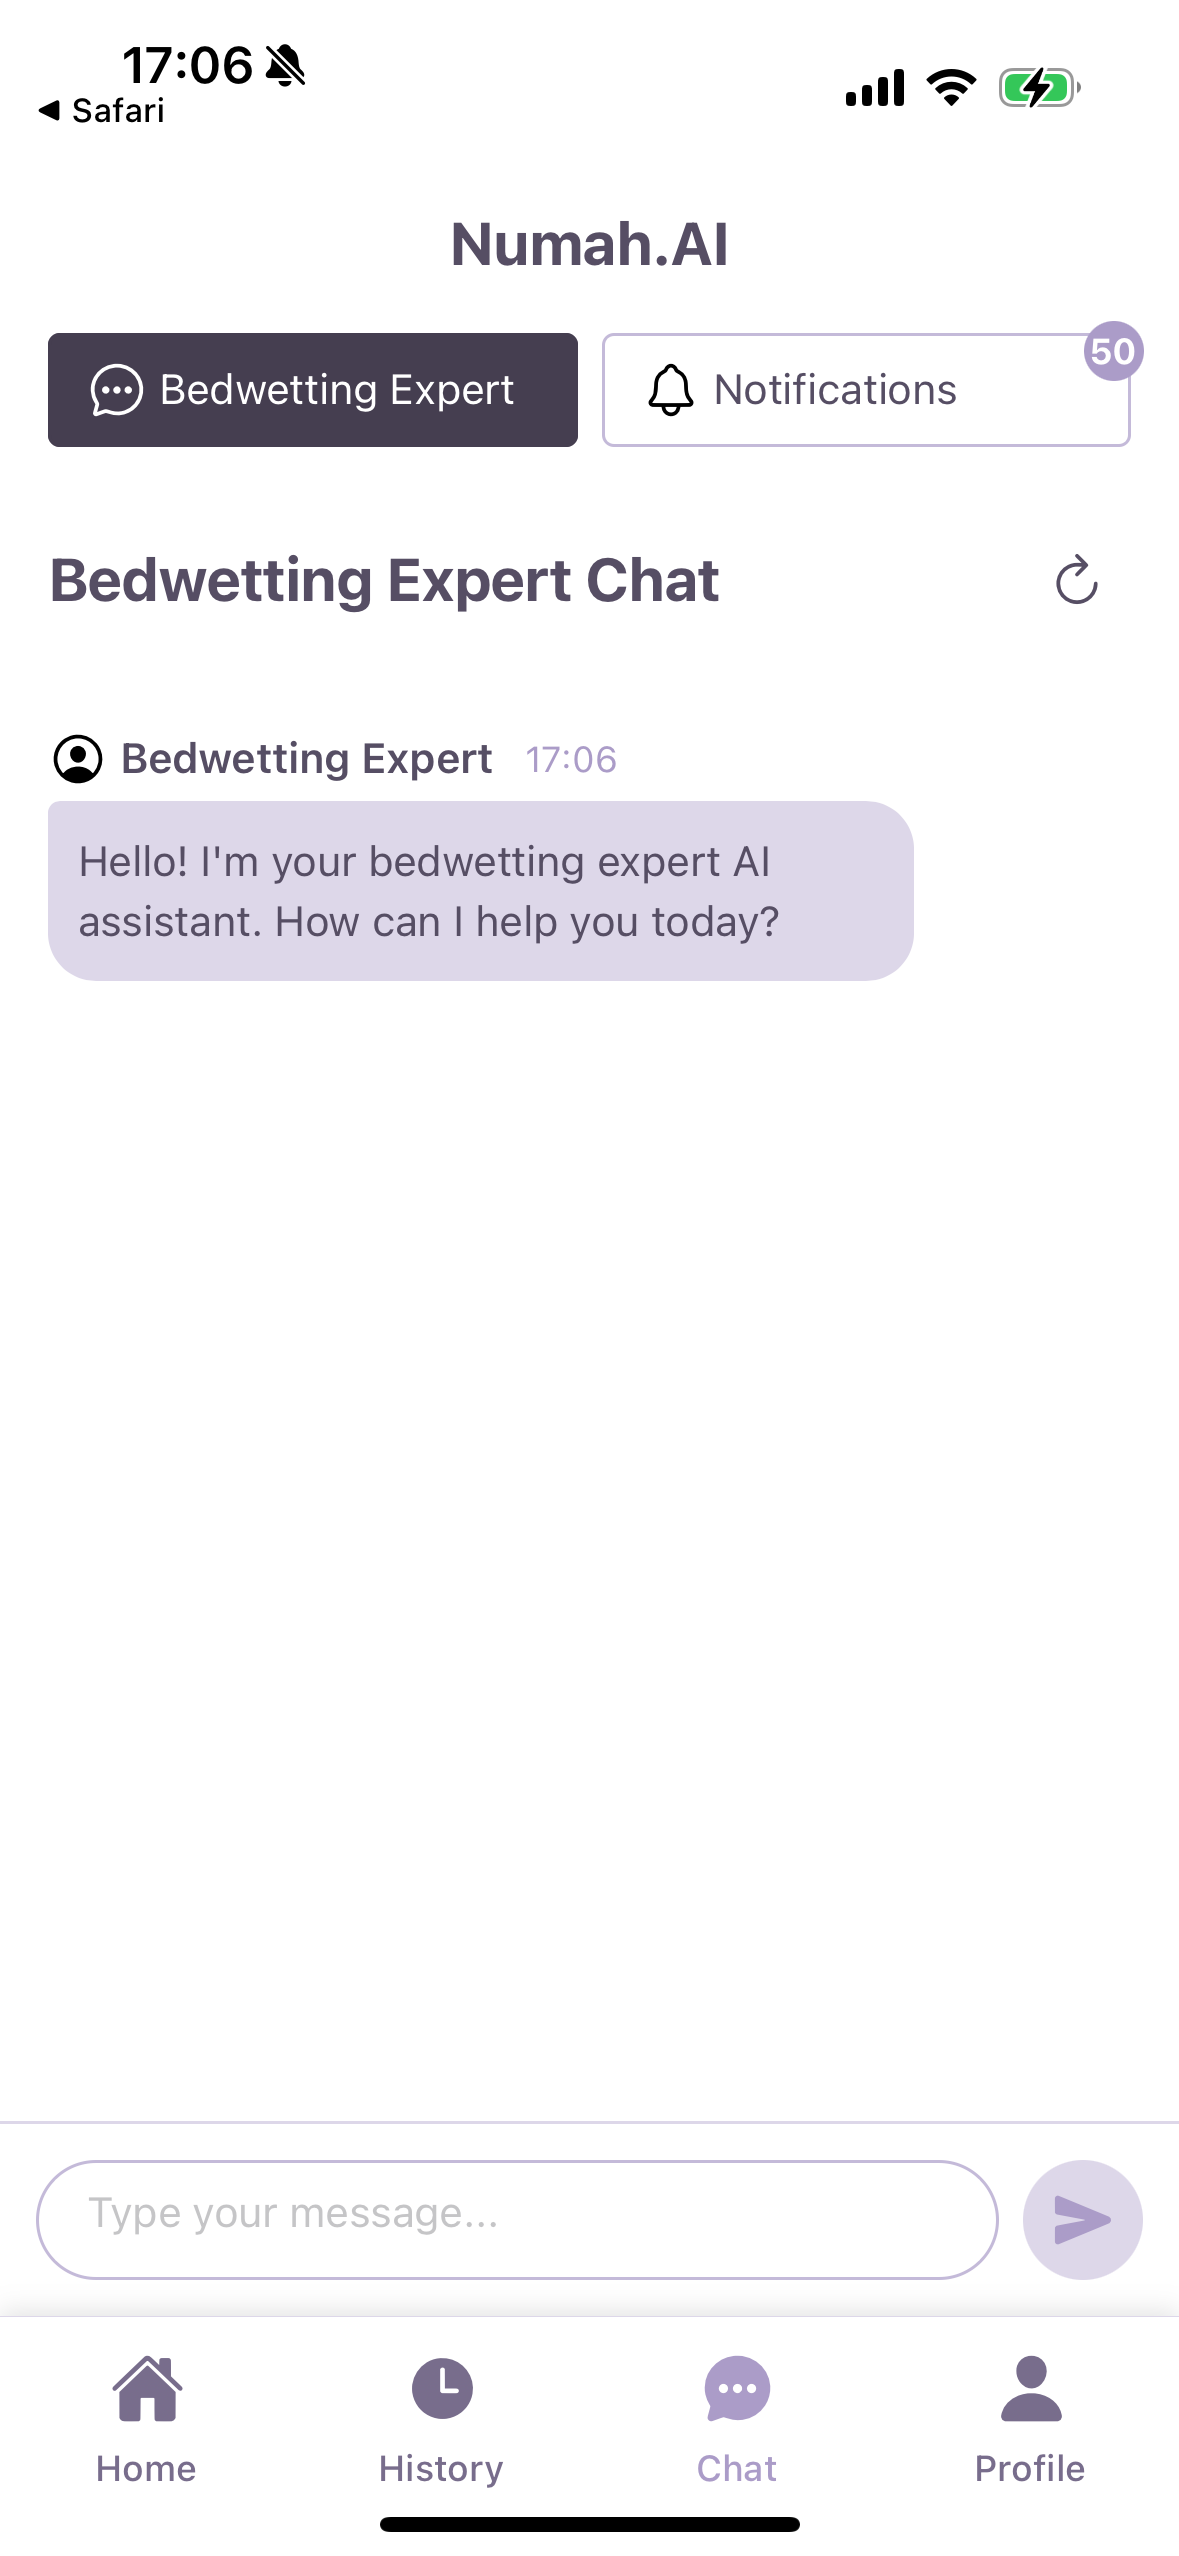 17:06
◀ Safari
Numah.AI
Bedwetting Expert
Notifications
50
Bedwetting Expert Chat
Bedwetting Expert 17:06
Hello! I'm your bedwetting expert AI
assistant. How can I help you today?
Type your message...
Home
History
Chat
Profile